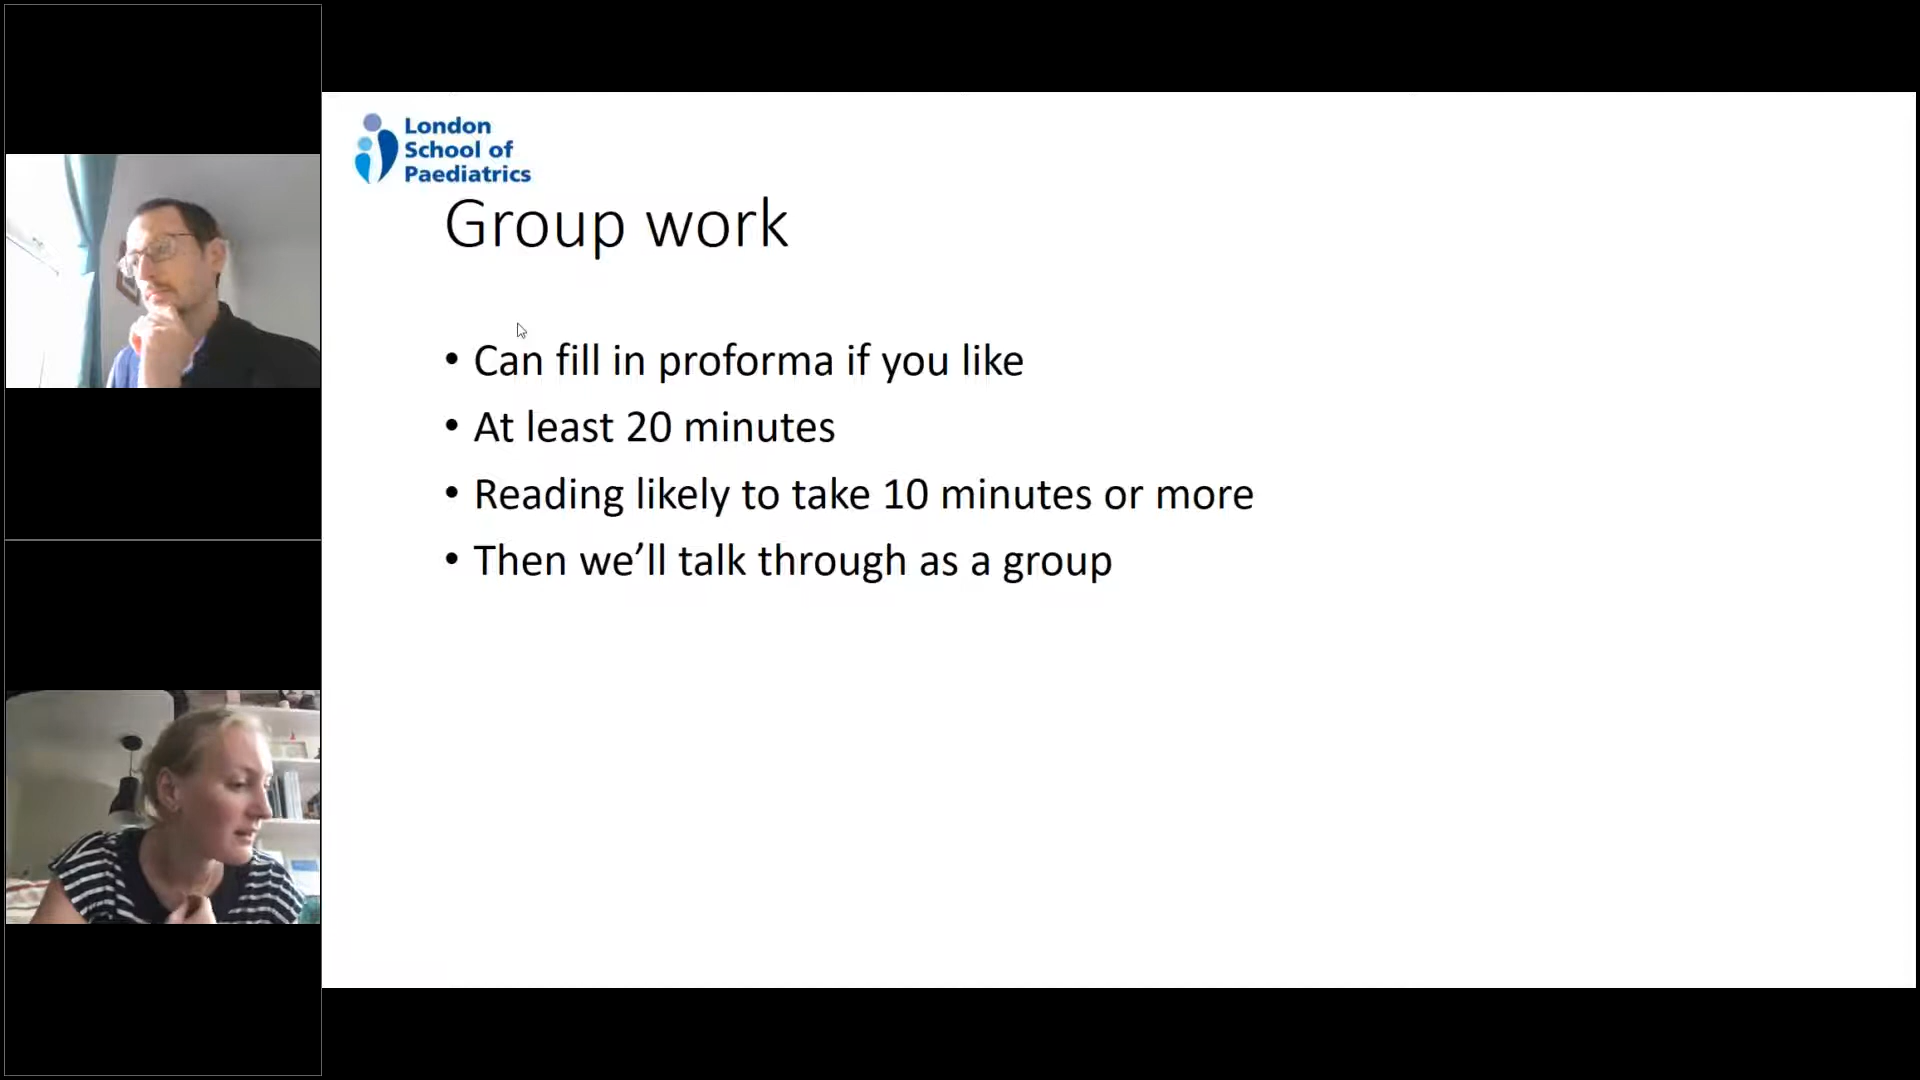 London
School of
Paediatrics
Group work
• Can fill in proforma if you like
• At least 20 minutes
• Reading likely to take 10 minutes or more
• Then we’ll talk through as a group